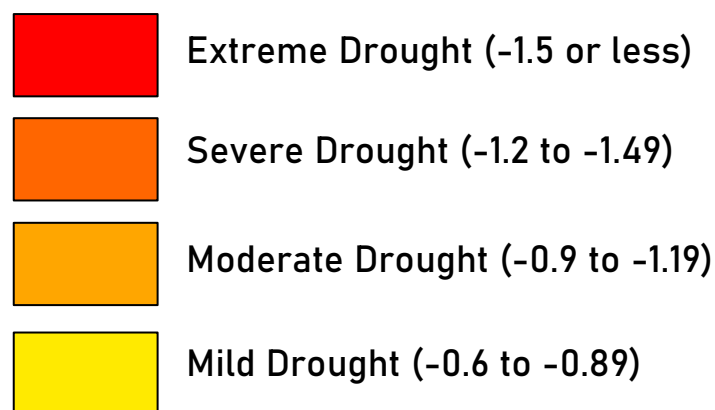 Extreme Drought (-1.5 or less)
Severe Drought (-1.2 to -1.49)
Moderate Drought (-0.9 to -1.19)
Mild Drought (-0.6 to -0.89)